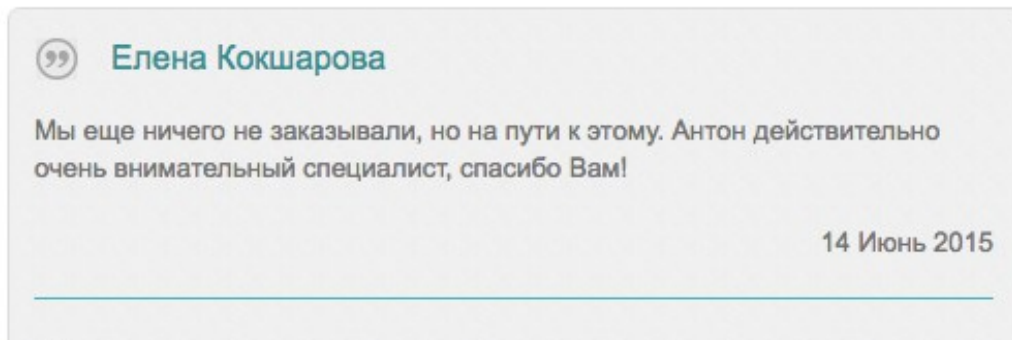 Елена Кокшарова
Мы еще ничего не заказывали, но на пути к этому. Антон действительно
очень внимательный специалист, спасибо Вам!
14 Июнь 2015